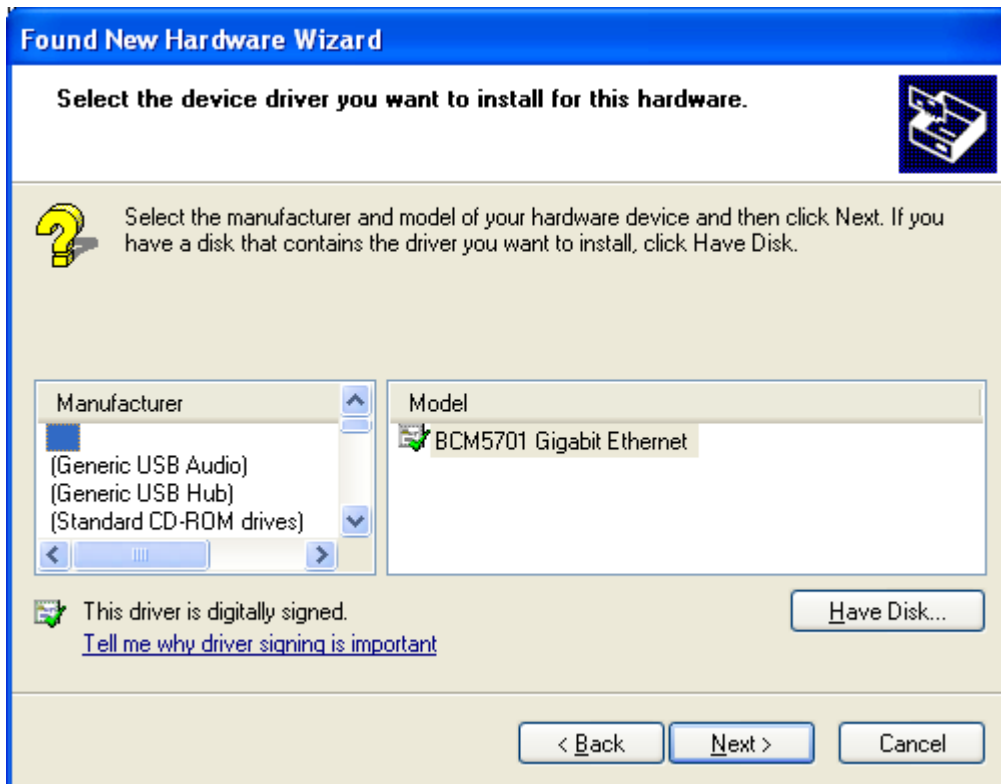 Found New Hardware Wizard
Select the device driver you want to install for this hardware.
Select the manufacturer and model of your hardware device and then click Next. If you
have a disk that contains the driver you want to install, click Have Disk.
Manufacturer
(Generic USB Audio)
(Generic USB Hub)
(Standard CD-ROM drives)
Model
BCM5701 Gigabit Ethernet
This driver is digitally signed.
Have Disk...
Tell me why driver signing is important
< Back
Next >
Cancel